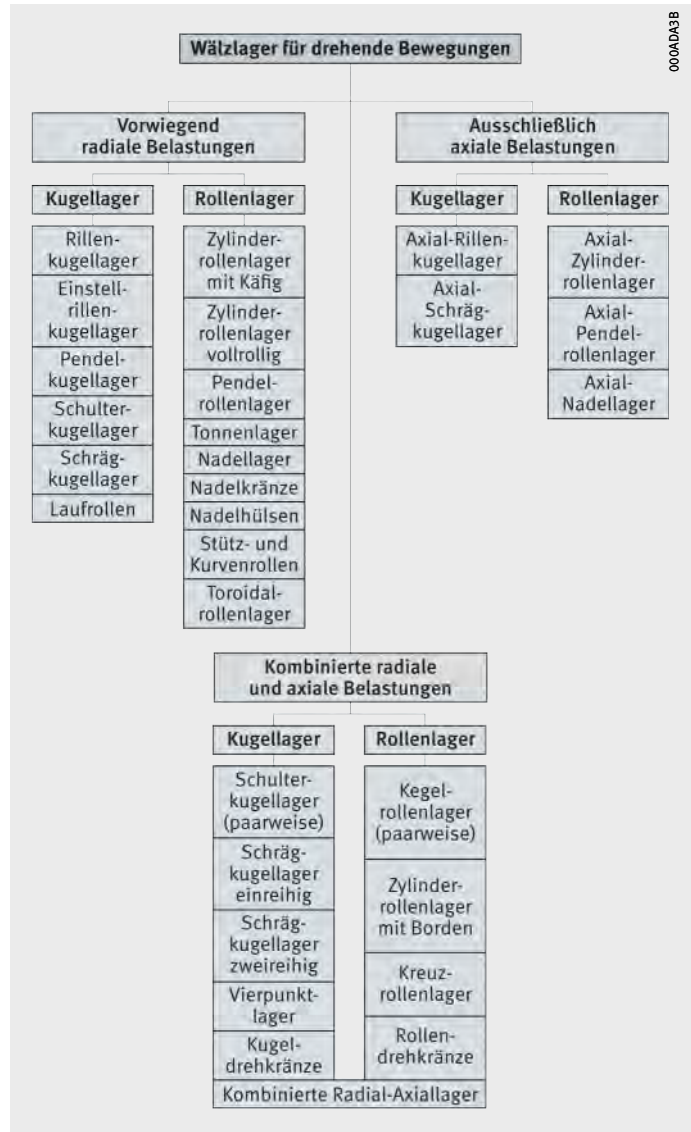 000ADA3B
Wälzlager für drehende Bewegungen
Vorwiegend
radiale Belastungen
Kugellager
Rillen-
kugellager
Einstell-
rillen-
kugellager
Pendel-
kugellager
Schulter-
kugellager
Schräg-
kugellager
Laufrollen
Rollenlager
Zylinder-
rollenlager
mit Käfig
Zylinder-
rollenlager
vollrollig
Pendel-
rollenlager
Tonnenlager
Nadellager
Nadelkränze
Nadelhülsen
Stütz- und
Kurvenrollen
Toroidal-
rollenlager
Ausschließlich
axiale Belastungen
Kugellager
Axial-Rillen-
kugellager
Axial-
Schräg-
kugellager
Rollenlager
Axial-
Zylinder-
rollenlager
Axial-
Pendel-
rollenlager
Axial-
Nadellager
Kombinierte radiale
und axiale Belastungen
Kugellager
Schulter-
kugellager
(paarweise)
Schräg-
kugellager
einreihig
Schräg-
kugellager
zweireihig
Vierpunkt-
lager
Kugel-
drehkränze
Rollenlager
Kegel-
rollenlager
(paarweise)
Zylinder-
rollenlager
mit Borden
Kreuz-
rollenlager
Rollen-
drehkränze
Kombinierte Radial-Axiallager